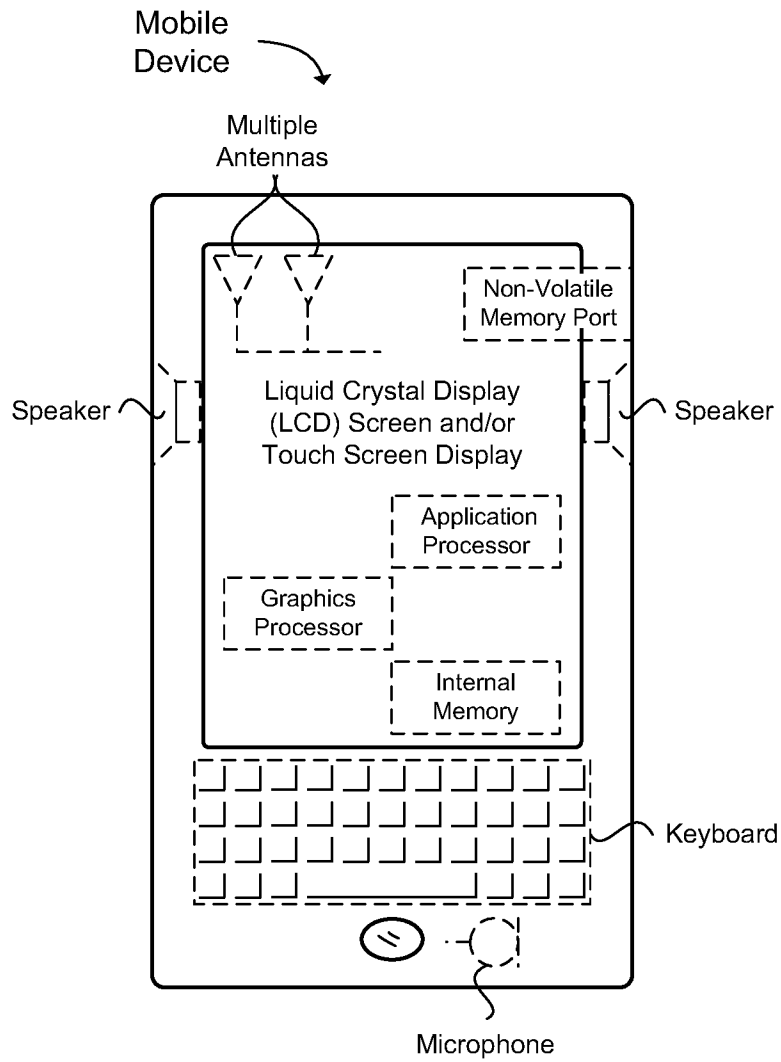 Mobile
Device
Multiple
Antennas
Non-Volatile
Memory Port
Speaker
Liquid Crystal Display
(LCD) Screen and/or
Touch Screen Display
Speaker
Application
Processor
Graphics
Processor
Internal
Memory
Keyboard
Microphone